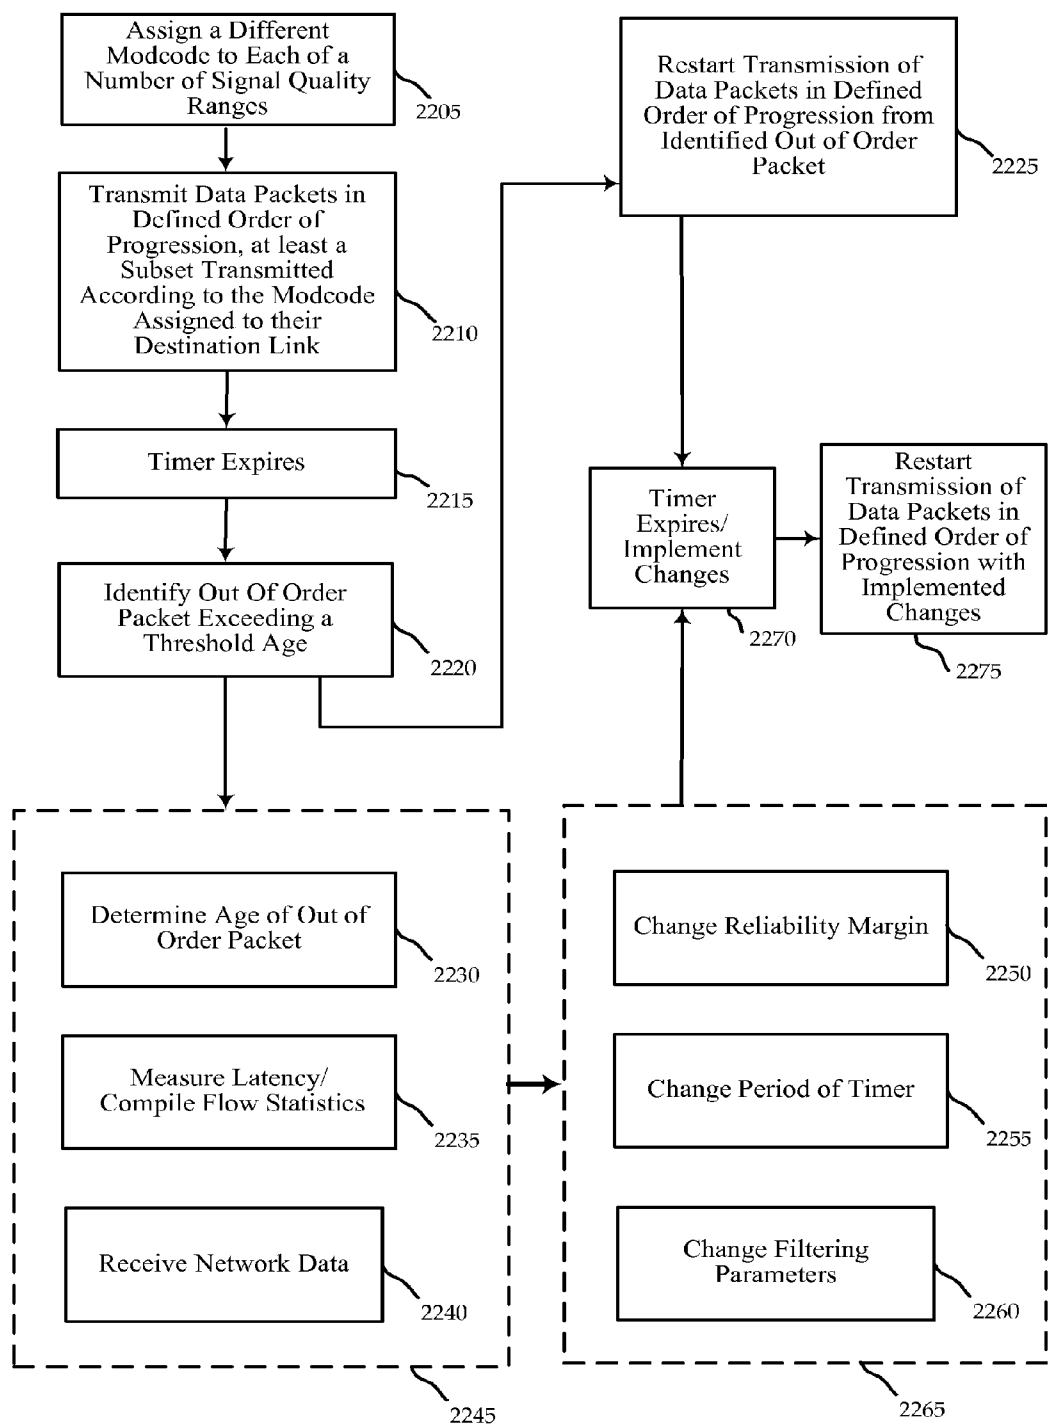 Assign a Different
Modcode to Each of a
Number of Signal Quality
Ranges
2205
Transmit Data Packets in
Defined Order of
Progression, at least a
Subset Transmitted
According to the Modcode
Assigned to their
Destination Link
2210
Timer Expires
2215
Identify Out Of Order
Packet Exceeding a
Threshold Age
2220
Restart Transmission of
Data Packets in Defined
Order of Progression from
Identified Out of Order
Packet
2225
Timer
Expires/
Implement
Changes
2270
Restart
Transmission of
Data Packets in
Defined Order of
Progression with
Implemented
Changes
2275
Determine Age of Out of
Order Packet
2230
Measure Latency/
Compile Flow Statistics
2235
Receive Network Data
2240
2245
Change Reliability Margin
2250
Change Period of Timer
2255
Change Filtering
Parameters
2260
2265